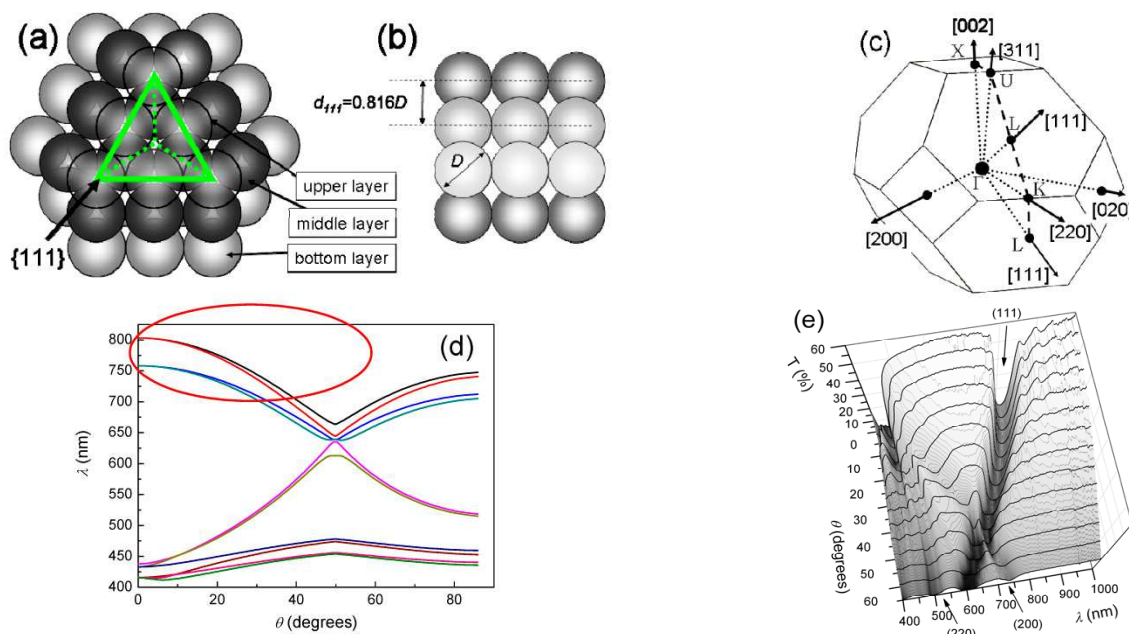 (a)
{111}
upper layer
middle layer
bottom layer
(b)
d111=0.816D
D
(c)
[002]
[311]
X
U
L
[111]
Γ
K
[020]
[200]
[220]
L
[111]
(d)
800
750
700
650
600
550
500
450
400
λ (nm)
0 20 40 60 80
θ (degrees)
(e)
(111)
T (%)
60
50
40
30
20
10
0
10
20
30
40
50
60
θ (degrees)
400 500 600 700 800 900 1000
λ (nm)
(220)
(200)